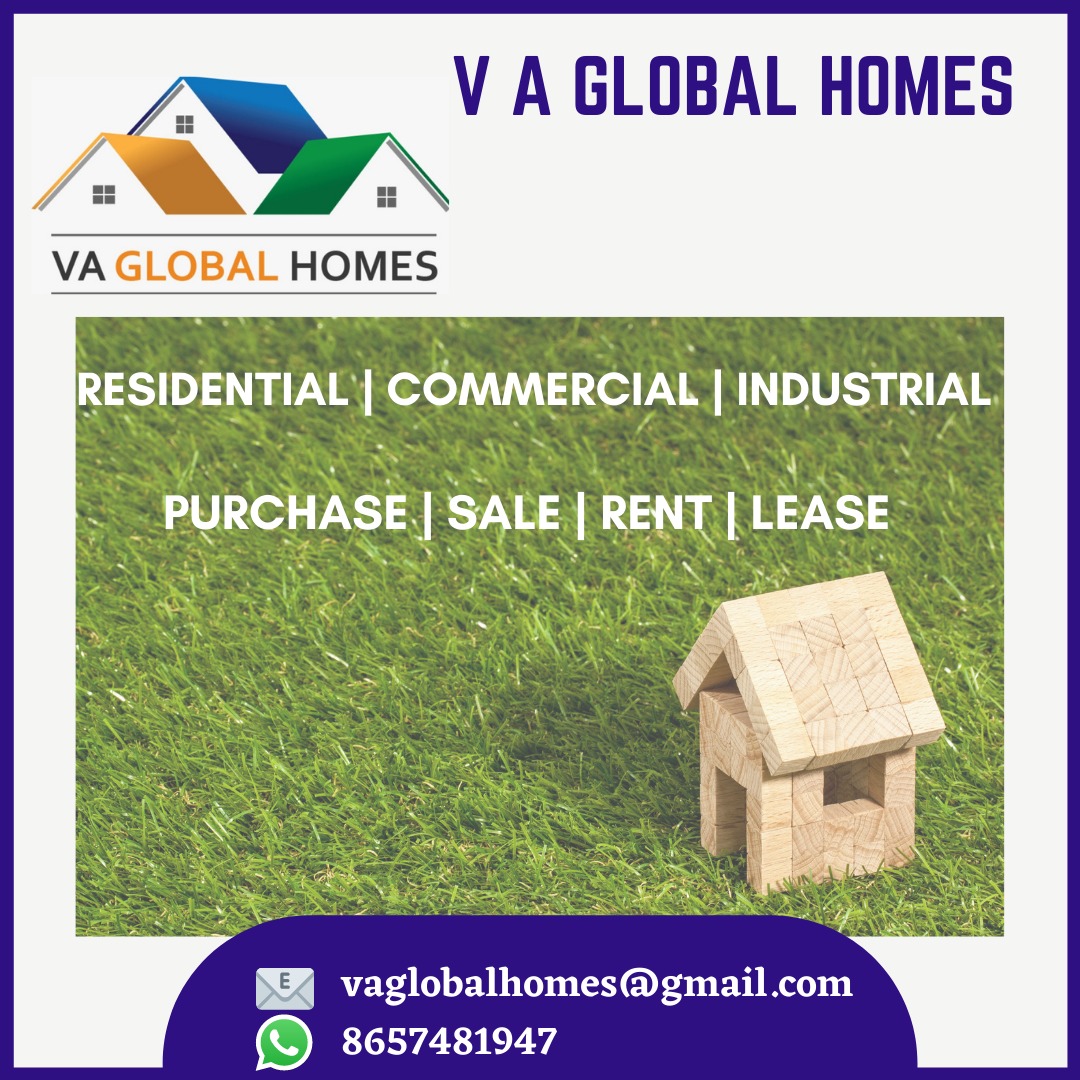 V A GLOBAL HOMES
VA GLOBAL HOMES
RESIDENTIAL | COMMERCIAL | INDUSTRIAL
PURCHASE | SALE | RENT | LEASE
E
vaglobalhomes@gmail.com
8657481947